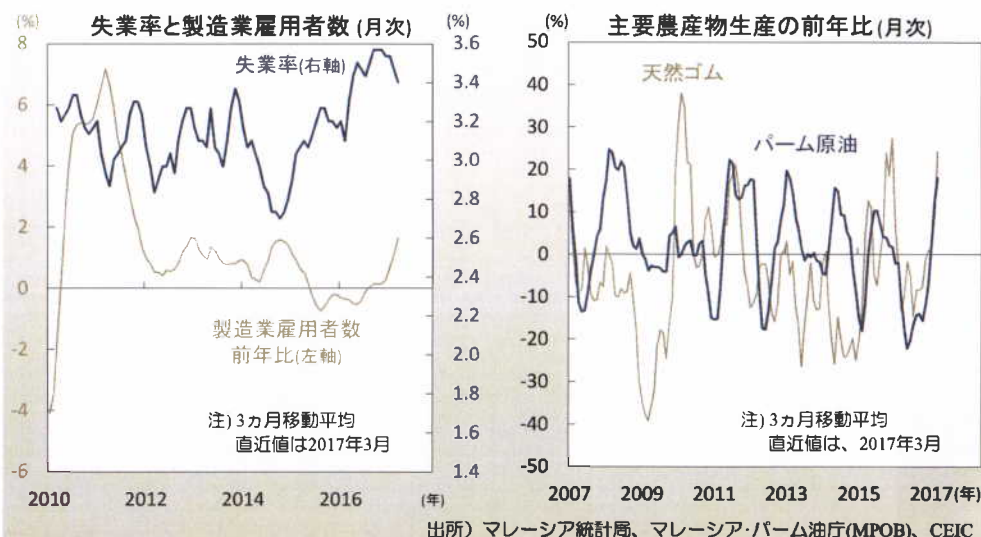 失業率と製造業雇用者数 (月次)
(%)
(%)
8
6
4
2
0
-2
-4
-6
3.6
3.4
3.2
3.0
2.8
2.6
2.4
2.2
2.0
1.8
1.6
1.4
失業率(右軸)
製造業雇用者数
前年比(左軸)
注) 3ヵ月移動平均
直近値は2017年3月
2010 2012 2014 2016 (年)
主要農産物生産の前年比(月次)
(%)
50
40
30
20
10
0
-10
-20
-30
-40
-50
天然ゴム
パーム原油
注) 3ヵ月移動平均
直近値は、2017年3月
2007 2009 2011 2013 2015 2017(年)
出所) マレーシア統計局、マレーシア･パーム油庁(MPOB)、CEIC